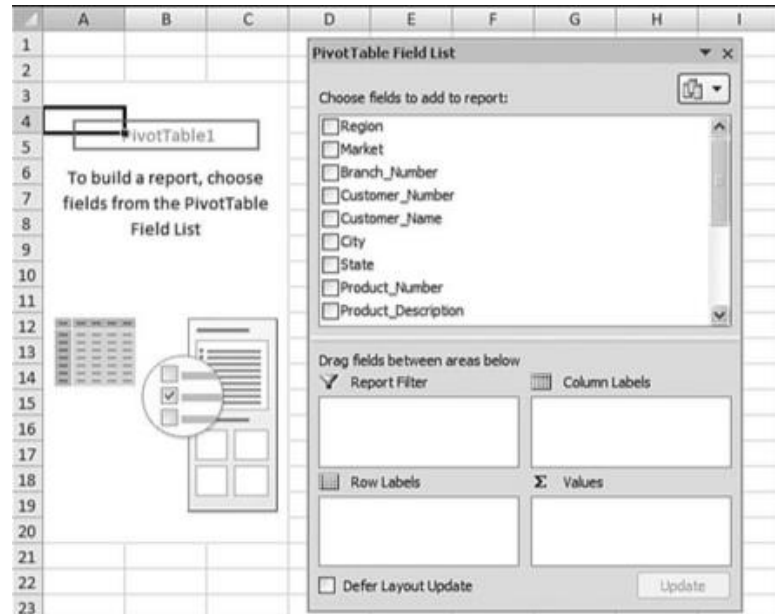 A B C D E F G H I
1
2
3
4
5
6
7
8
9
10
11
12
13
14
15
16
17
18
19
20
21
22
23
PivotTable1
To build a report, choose
fields from the PivotTable
Field List
PivotTable Field List
Choose fields to add to report:
Region
Market
Branch_Number
Customer_Number
Customer_Name
City
State
Product_Number
Product_Description
Drag fields between areas below
Report Filter
Column Labels
Row Labels
Σ Values
Defer Layout Update
Update